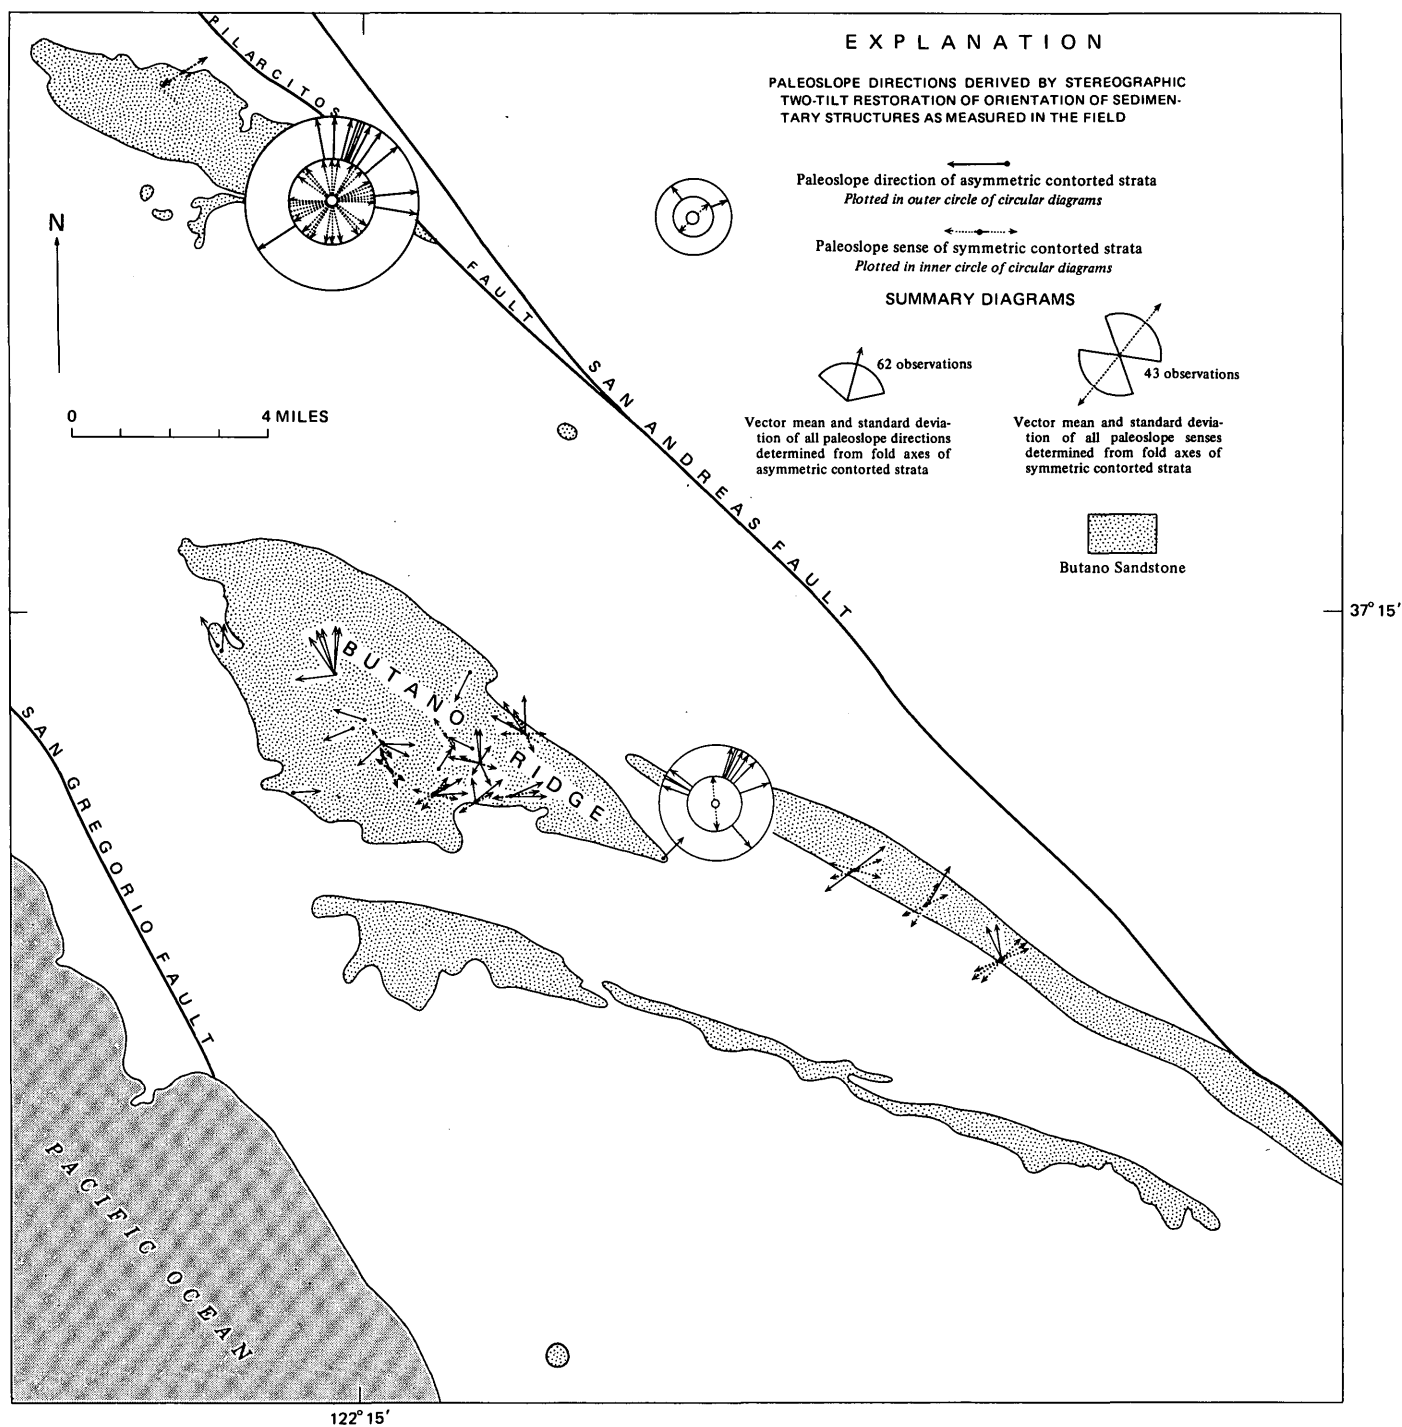 EXPLANATION
PALEOSLOPE DIRECTIONS DERIVED BY STEREOGRAPHIC
TWO-TILT RESTORATION OF ORIENTATION OF SEDIMEN-
TARY STRUCTURES AS MEASURED IN THE FIELD
Paleoslope direction of asymmetric contorted strata
Plotted in outer circle of circular diagrams
Paleoslope sense of symmetric contorted strata
Plotted in inner circle of circular diagrams
SUMMARY DIAGRAMS
62 observations
43 observations
Vector mean and standard devia-
tion of all paleoslope directions
determined from fold axes of
asymmetric contorted strata
Vector mean and standard devia-
tion of all paleoslope senses
determined from fold axes of
symmetric contorted strata
Butano Sandstone
PILARCITOS
FAULT
N
0 4 MILES
SAN ANDREAS FAULT
37° 15′
BUTANO
RIDGE
SAN GREGORIO FAULT
PACIFIC OCEAN
122° 15′